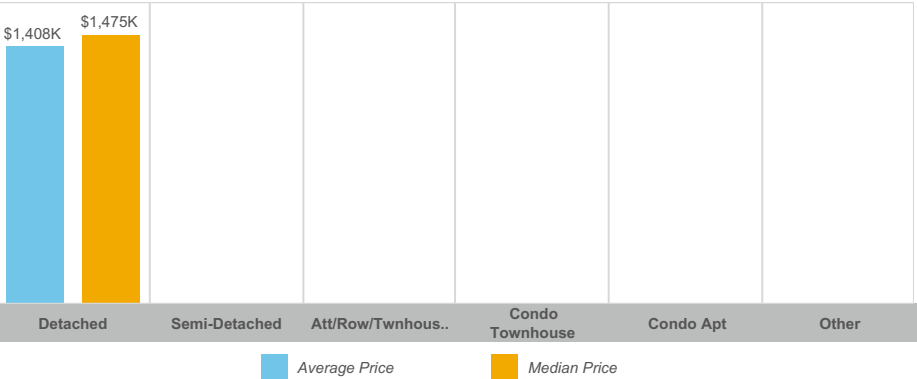 $1,408K
$1,475K
Detached
Semi-Detached
Att/Row/Twnhous..
Condo
Townhouse
Condo Apt
Other
Average Price
Median Price